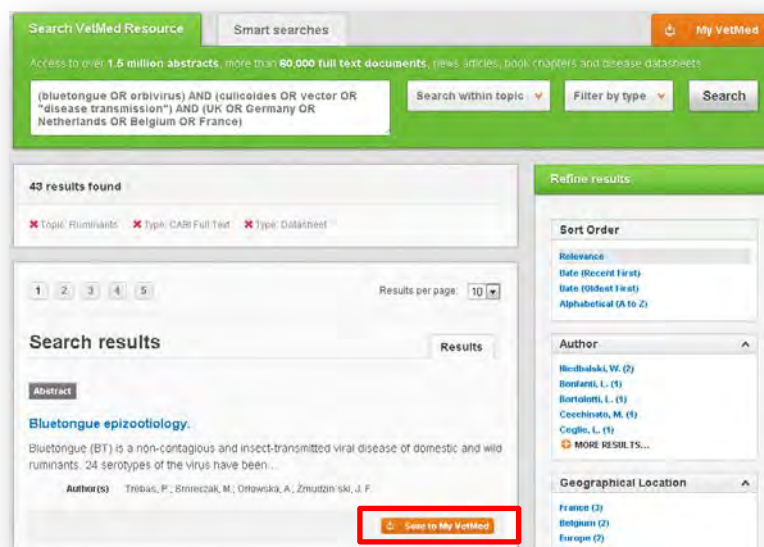 Search VetMed Resource
Smart searches
My VetMed
Access to over 1.5 million abstracts, more than 80,000 full text documents, news articles, book chapters and disease datasheets
(bluetongue OR orbivirus) AND (culicoides OR vector OR
"disease transmission") AND (UK OR Germany OR
Netherlands OR Belgium OR France)
Search within topic
Filter by type
Search
43 results found
Topic: Ruminants
Type: CABI Full Text
Type: Datasheet
1 2 3 4 5
Results per page: 10
Search results
Results
Abstract
Bluetongue epizootiology.
Bluetongue (BT) is a non-contagious and insect-transmitted viral disease of domestic and wild
ruminants. 24 serotypes of the virus have been...
Author(s) Trębas, P.; Smreczak, M.; Orłowska, A.; Żmudziński, J. F.
Save to My VetMed
Refine results
Sort Order
Relevance
Date (Recent First)
Date (Oldest First)
Alphabetical (A to Z)
Author
Niedbalski, W. (2)
Bonfanti, L. (1)
Bortolotti, L. (1)
Cecchinato, M. (1)
Ceglie, L. (1)
MORE RESULTS...
Geographical Location
France (3)
Belgium (2)
Europe (2)